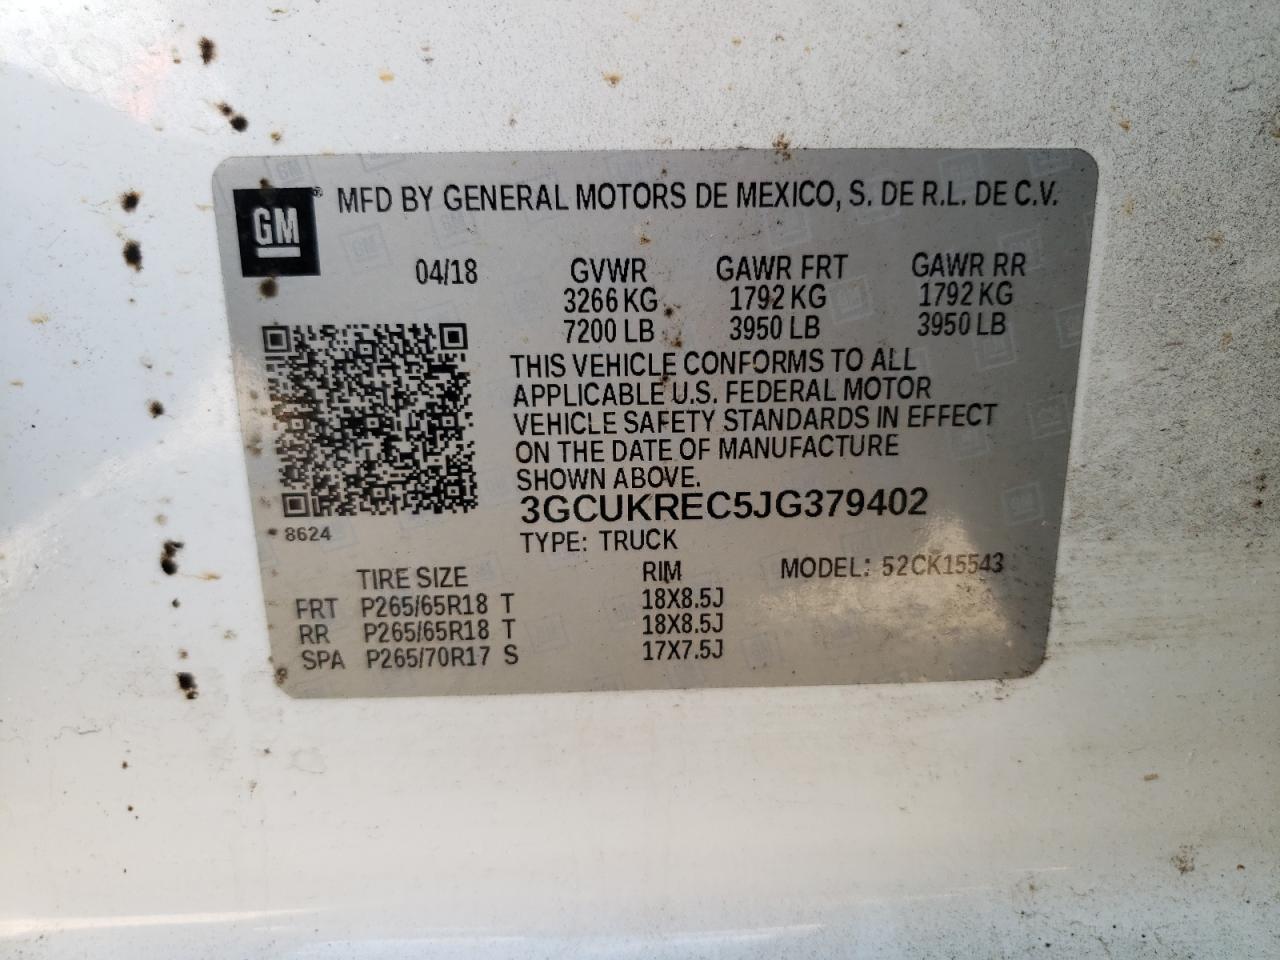 GM® MFD BY GENERAL MOTORS DE MEXICO, S. DE R.L. DE C.V.
04/18 GVWR GAWR FRT GAWR RR
3266 KG 1792 KG 1792 KG
7200 LB 3950 LB 3950 LB
THIS VEHICLE CONFORMS TO ALL
APPLICABLE U.S. FEDERAL MOTOR
VEHICLE SAFETY STANDARDS IN EFFECT
ON THE DATE OF MANUFACTURE
SHOWN ABOVE.
3GCUKREC5JG379402
8624
TYPE: TRUCK
MODEL: 52CK15543
TIRE SIZE RIM
FRT P265/65R18 T 18X8.5J
RR P265/65R18 T 18X8.5J
SPA P265/70R17 S 17X7.5J